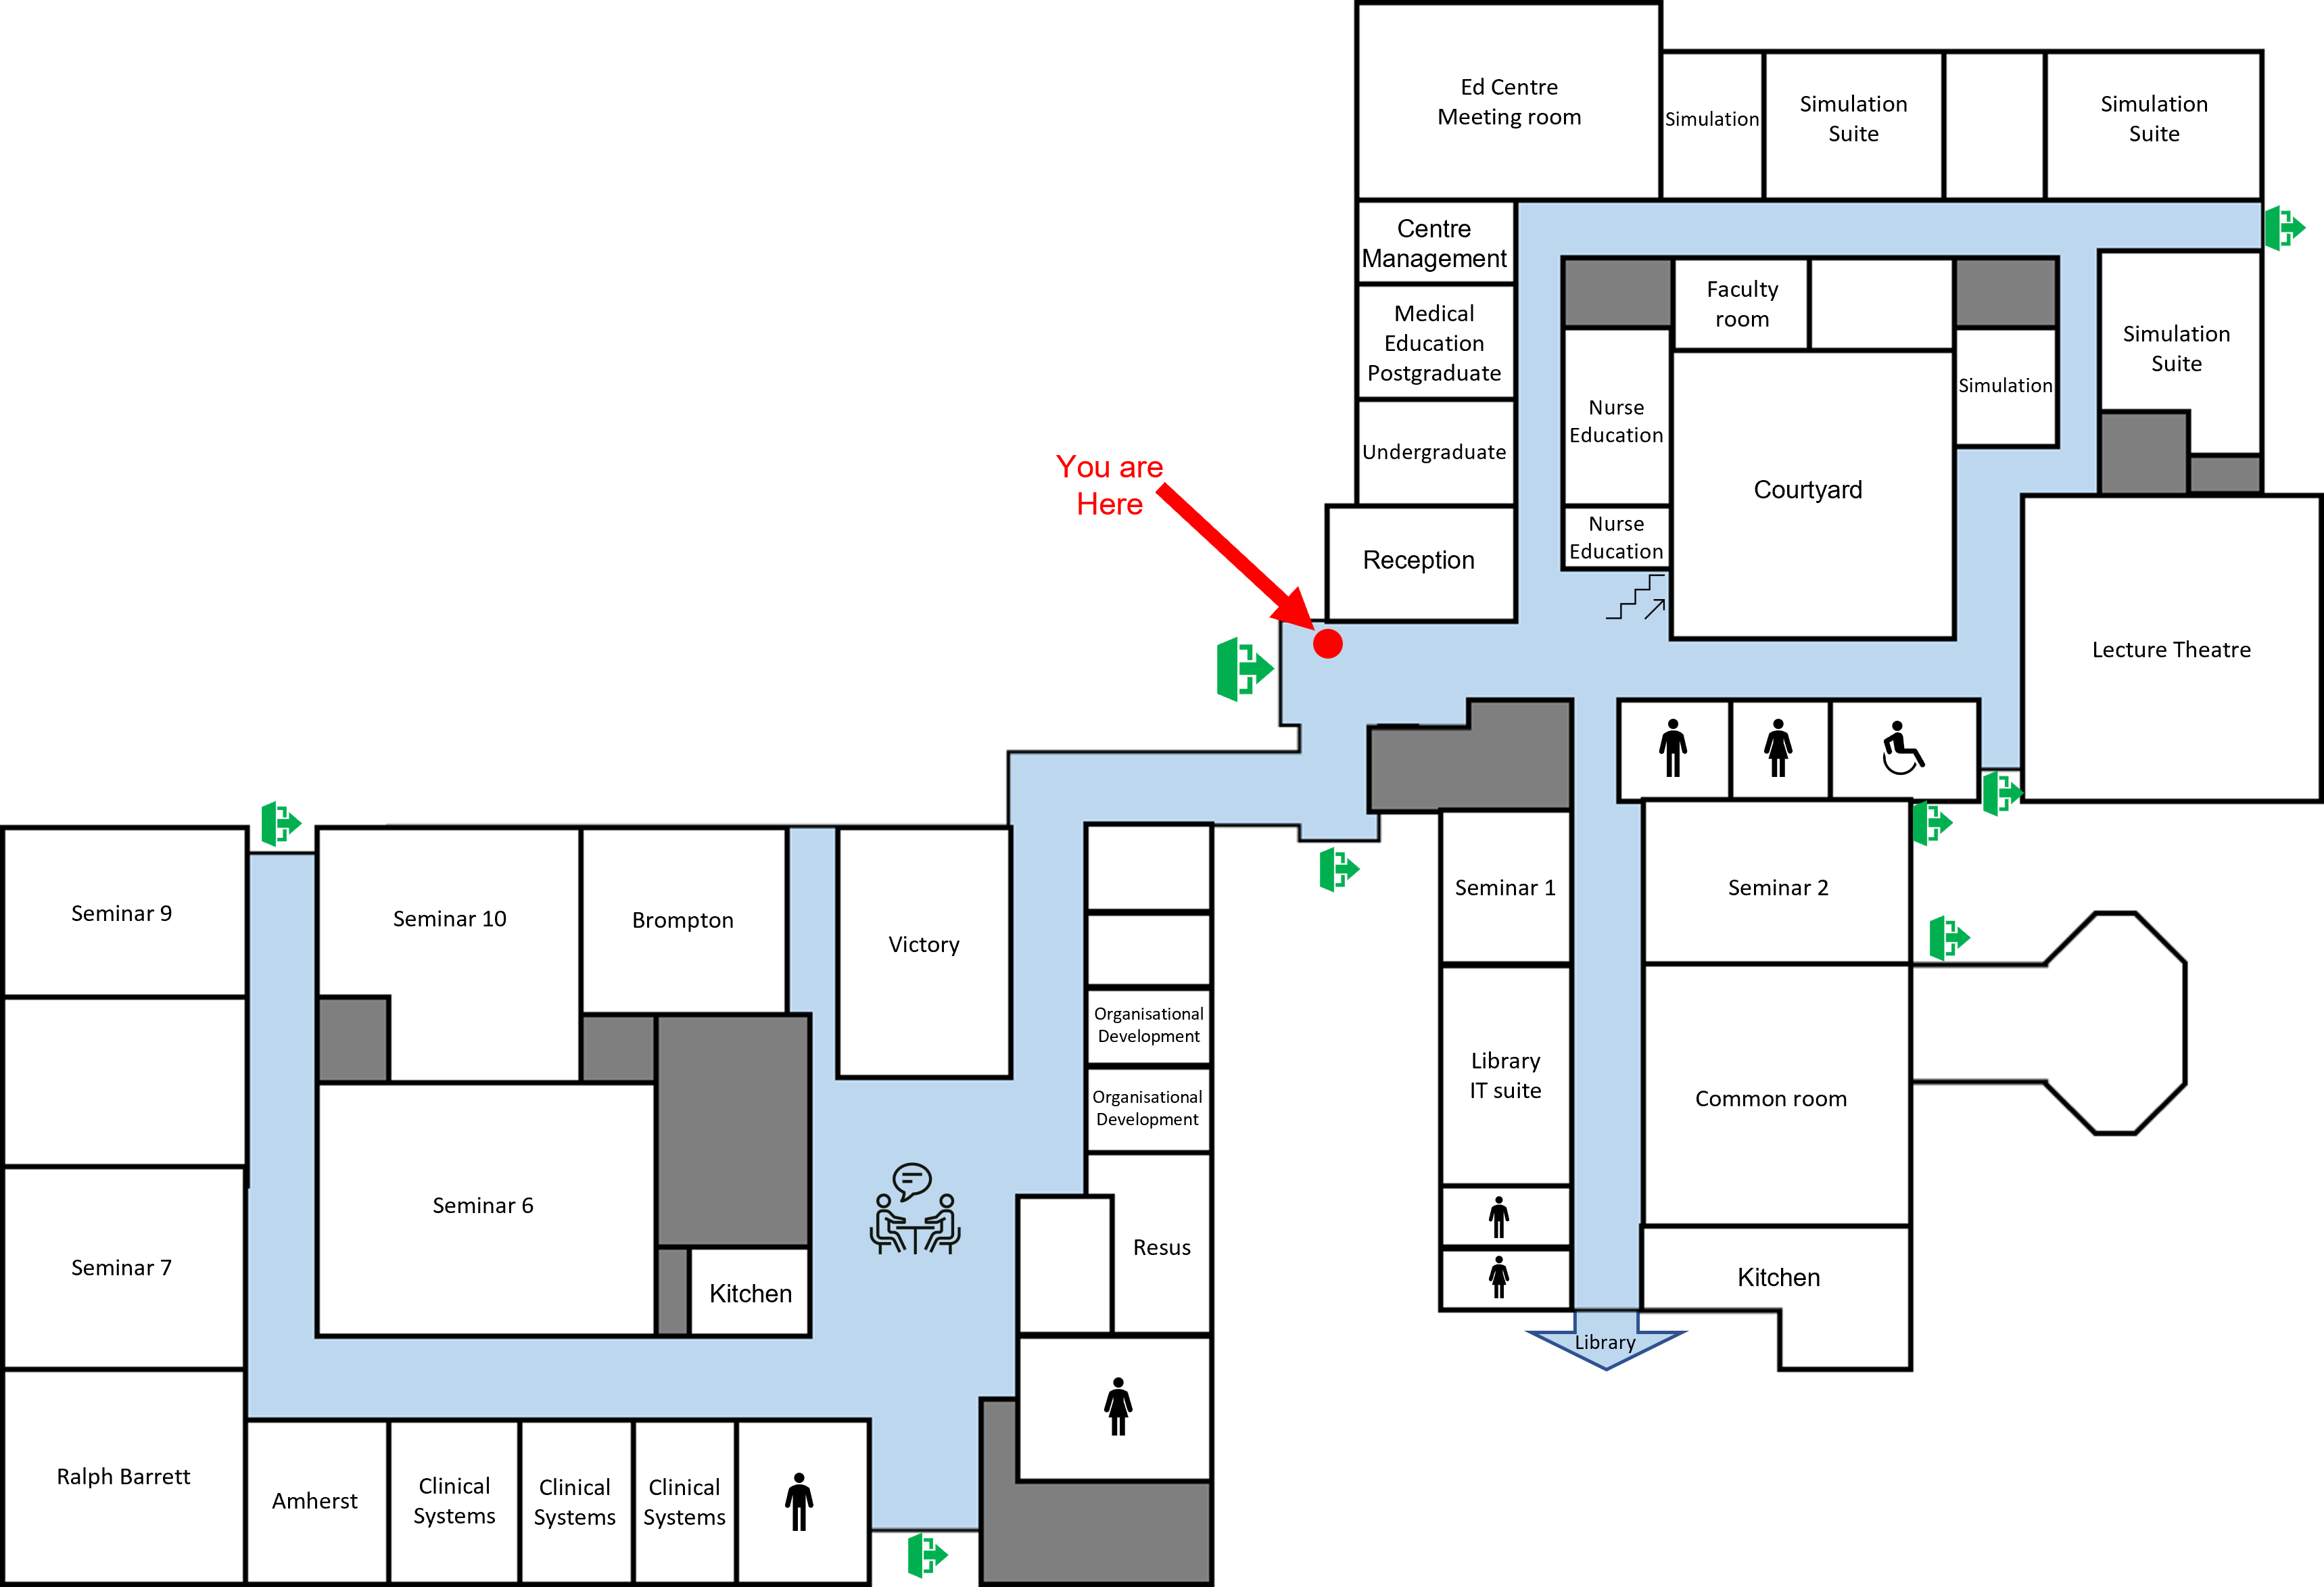 Ed Centre
Meeting room
Simulation
Simulation
Suite
Simulation
Suite
Centre
Management
Medical
Education
Postgraduate
Undergraduate
Reception
Faculty
room
Nurse
Education
Nurse
Education
Courtyard
Simulation
Simulation
Suite
Lecture Theatre
You are
Here
Seminar 1
Seminar 2
Library
IT suite
Common room
Kitchen
Library
Seminar 9
Seminar 10
Brompton
Victory
Organisational
Development
Organisational
Development
Seminar 7
Seminar 6
Kitchen
Resus
Ralph Barrett
Amherst
Clinical
Systems
Clinical
Systems
Clinical
Systems